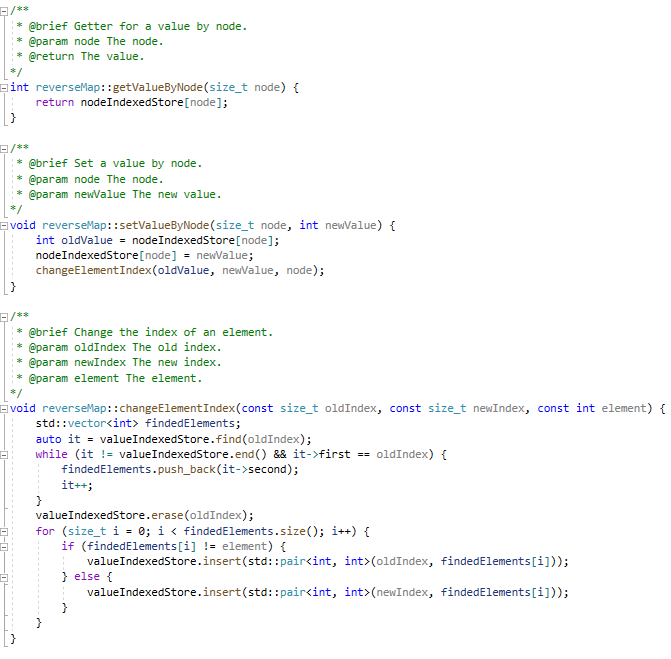 /**
 * @brief Getter for a value by node.
 * @param node The node.
 * @return The value.
*/
int reverseMap::getValueByNode(size_t node) {
    return nodeIndexedStore[node];
}

/**
 * @brief Set a value by node.
 * @param node The node.
 * @param newValue The new value.
*/
void reverseMap::setValueByNode(size_t node, int newValue) {
    int oldValue = nodeIndexedStore[node];
    nodeIndexedStore[node] = newValue;
    changeElementIndex(oldValue, newValue, node);
}

/**
 * @brief Change the index of an element.
 * @param oldIndex The old index.
 * @param newIndex The new index.
 * @param element The element.
*/
void reverseMap::changeElementIndex(const size_t oldIndex, const size_t newIndex, const int element) {
    std::vector<int> findedElements;
    auto it = valueIndexedStore.find(oldIndex);
    while (it != valueIndexedStore.end() && it->first == oldIndex) {
        findedElements.push_back(it->second);
        it++;
    }
    valueIndexedStore.erase(oldIndex);
    for (size_t i = 0; i < findedElements.size(); i++) {
        if (findedElements[i] != element) {
            valueIndexedStore.insert(std::pair<int, int>(oldIndex, findedElements[i]));
        } else {
            valueIndexedStore.insert(std::pair<int, int>(newIndex, findedElements[i]));
        }
    }
}